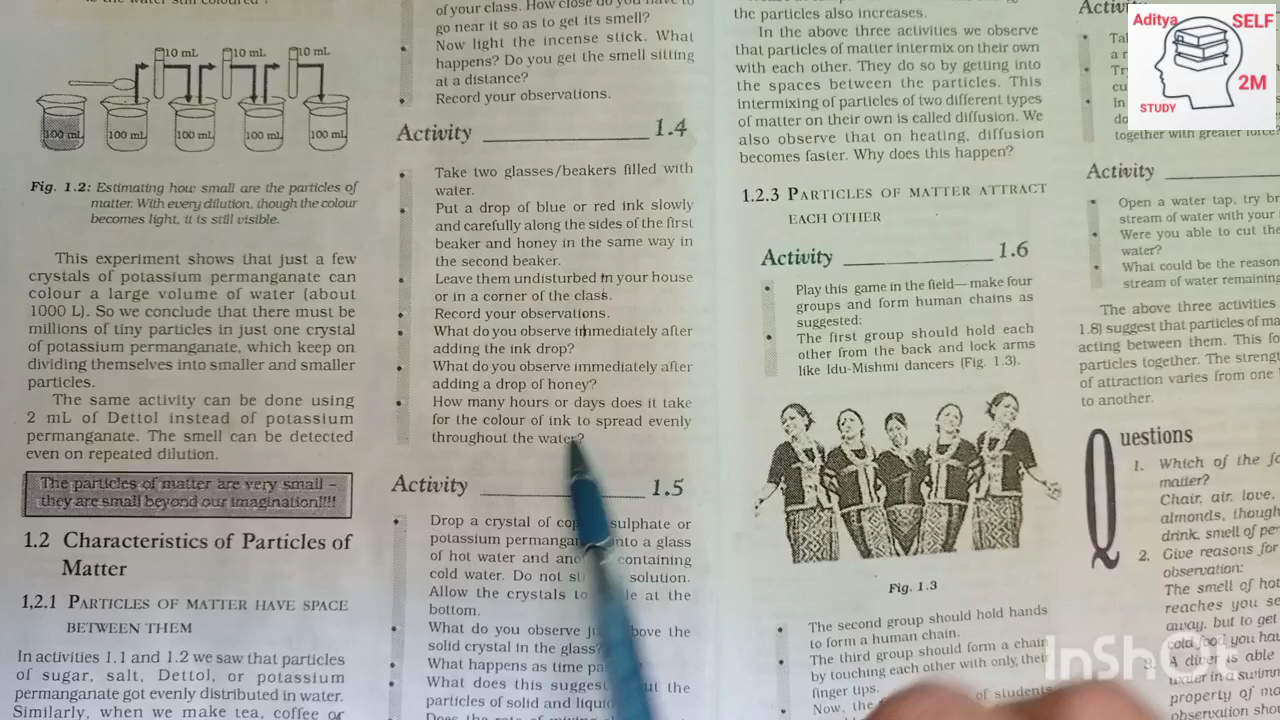 10 mL
10 mL
10 mL
100 mL
100 mL
100 mL
100 mL
100 mL
Fig. 1.2: Estimating how small are the particles of
matter. With every dilution, though the colour
becomes light, it is still visible.
This experiment shows that just a few
crystals of potassium permanganate can
colour a large volume of water (about
1000 L). So we conclude that there must be
millions of tiny particles in just one crystal
of potassium permanganate, which keep on
dividing themselves into smaller and smaller
particles.
The same activity can be done using
2 mL of Dettol instead of potassium
permanganate. The smell can be detected
even on repeated dilution.
The particles of matter are very small –
they are small beyond our imagination!!!!
1.2 Characteristics of Particles of
Matter
1.2.1 PARTICLES OF MATTER HAVE SPACE
BETWEEN THEM
In activities 1.1 and 1.2 we saw that particles
of sugar, salt, Dettol, or potassium
permanganate got evenly distributed in water.
Similarly, when we make tea, coffee or
of your class. How close do you have to
go near it so as to get its smell?
• Now light the incense stick. What
happens? Do you get the smell sitting
at a distance?
• Record your observations.
Activity 1.4
• Take two glasses/beakers filled with
water.
• Put a drop of blue or red ink slowly
and carefully along the sides of the first
beaker and honey in the same way in
the second beaker.
• Leave them undisturbed in your house
or in a corner of the class.
• Record your observations.
• What do you observe immediately after
adding the ink drop?
• What do you observe immediately after
adding a drop of honey?
• How many hours or days does it take
for the colour of ink to spread evenly
throughout the water?
Activity 1.5
• Drop a crystal of sulphate or
potassium into a glass
of hot water and containing
cold water. Do not solution.
Allow the crystals to at the
bottom.
• What do you observe the
solid crystal in the glass?
• What happens as time
• What does this the
particles of solid and
the particles also increases.
In the above three activities we observe
that particles of matter intermix on their own
with each other. They do so by getting into
the spaces between the particles. This
intermixing of particles of two different types
of matter on their own is called diffusion. We
also observe that on heating, diffusion
becomes faster. Why does this happen?
1.2.3 PARTICLES OF MATTER ATTRACT
EACH OTHER
Activity 1.6
• Play this game in the field— make four
groups and form human chains as
suggested:
• The first group should hold each
other from the back and lock arms
like Idu-Mishmi dancers (Fig. 1.3).
Fig. 1.3
• The second group should hold hands
to form a human chain.
• The third group should form a chain
by touching each other with only their
finger tips.
• Now, the of students
In
together with greater force
Activity
• Open a water tap, try
stream of water with your
• Were you able to cut the
water?
• What could be the reason
stream of water remaining
The above three activities
1.8) suggest that particles of
acting between them. This
particles together. The
of attraction varies from one
to another.
Questions
1. Which of the
matter?
Chair, air, love,
almonds, though
drink, smell of
2. Give reasons for
observation:
The smell of
reaches you
away, but to get
cold food you
3. A diver is able
water in a
property of
observation
Aditya SELF
2M
STUDY
InShOt